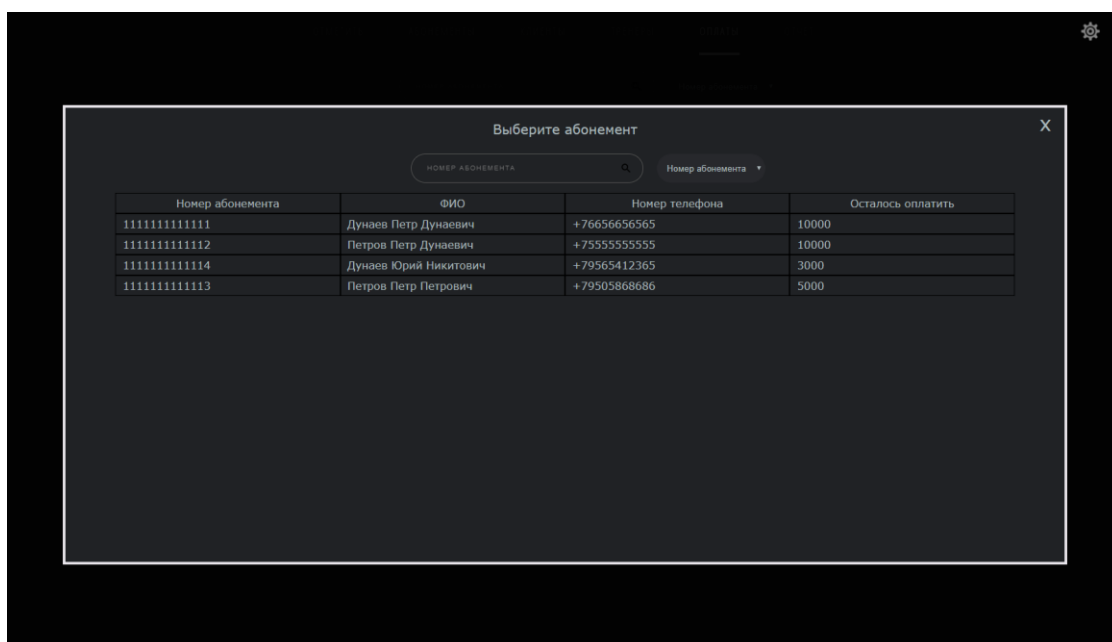 Выберите абонемент X
НОМЕР АБОНЕМЕНТА Номер абонемента
Номер абонемента ФИО Номер телефона Осталось оплатить
1111111111111 Дунаев Петр Дунаевич +76656656565 10000
1111111111112 Петров Петр Дунаевич +75555555555 10000
1111111111114 Дунаев Юрий Никитович +79565412365 3000
1111111111113 Петров Петр Петрович +79505868686 5000